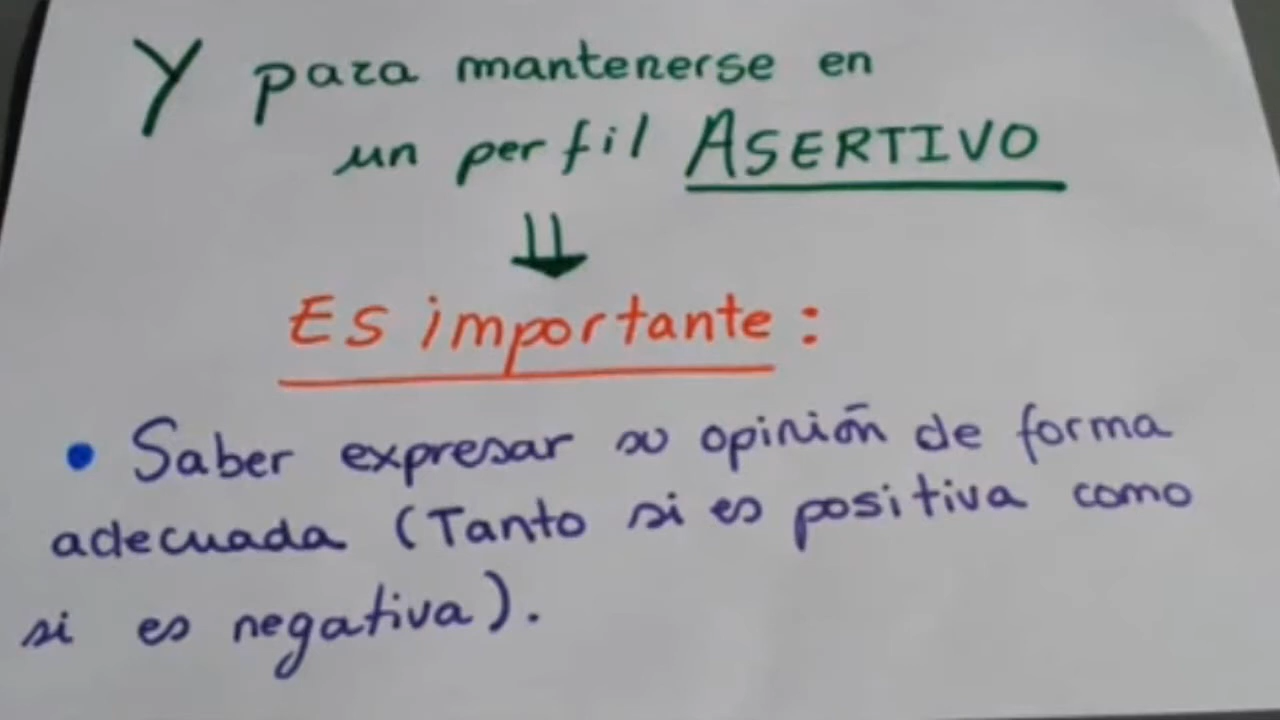 Y para mantenerse en
un perfil ASERTIVO
Es importante:
• Saber expresar su opinión de forma
adecuada (Tanto si es positiva como
si es negativa).